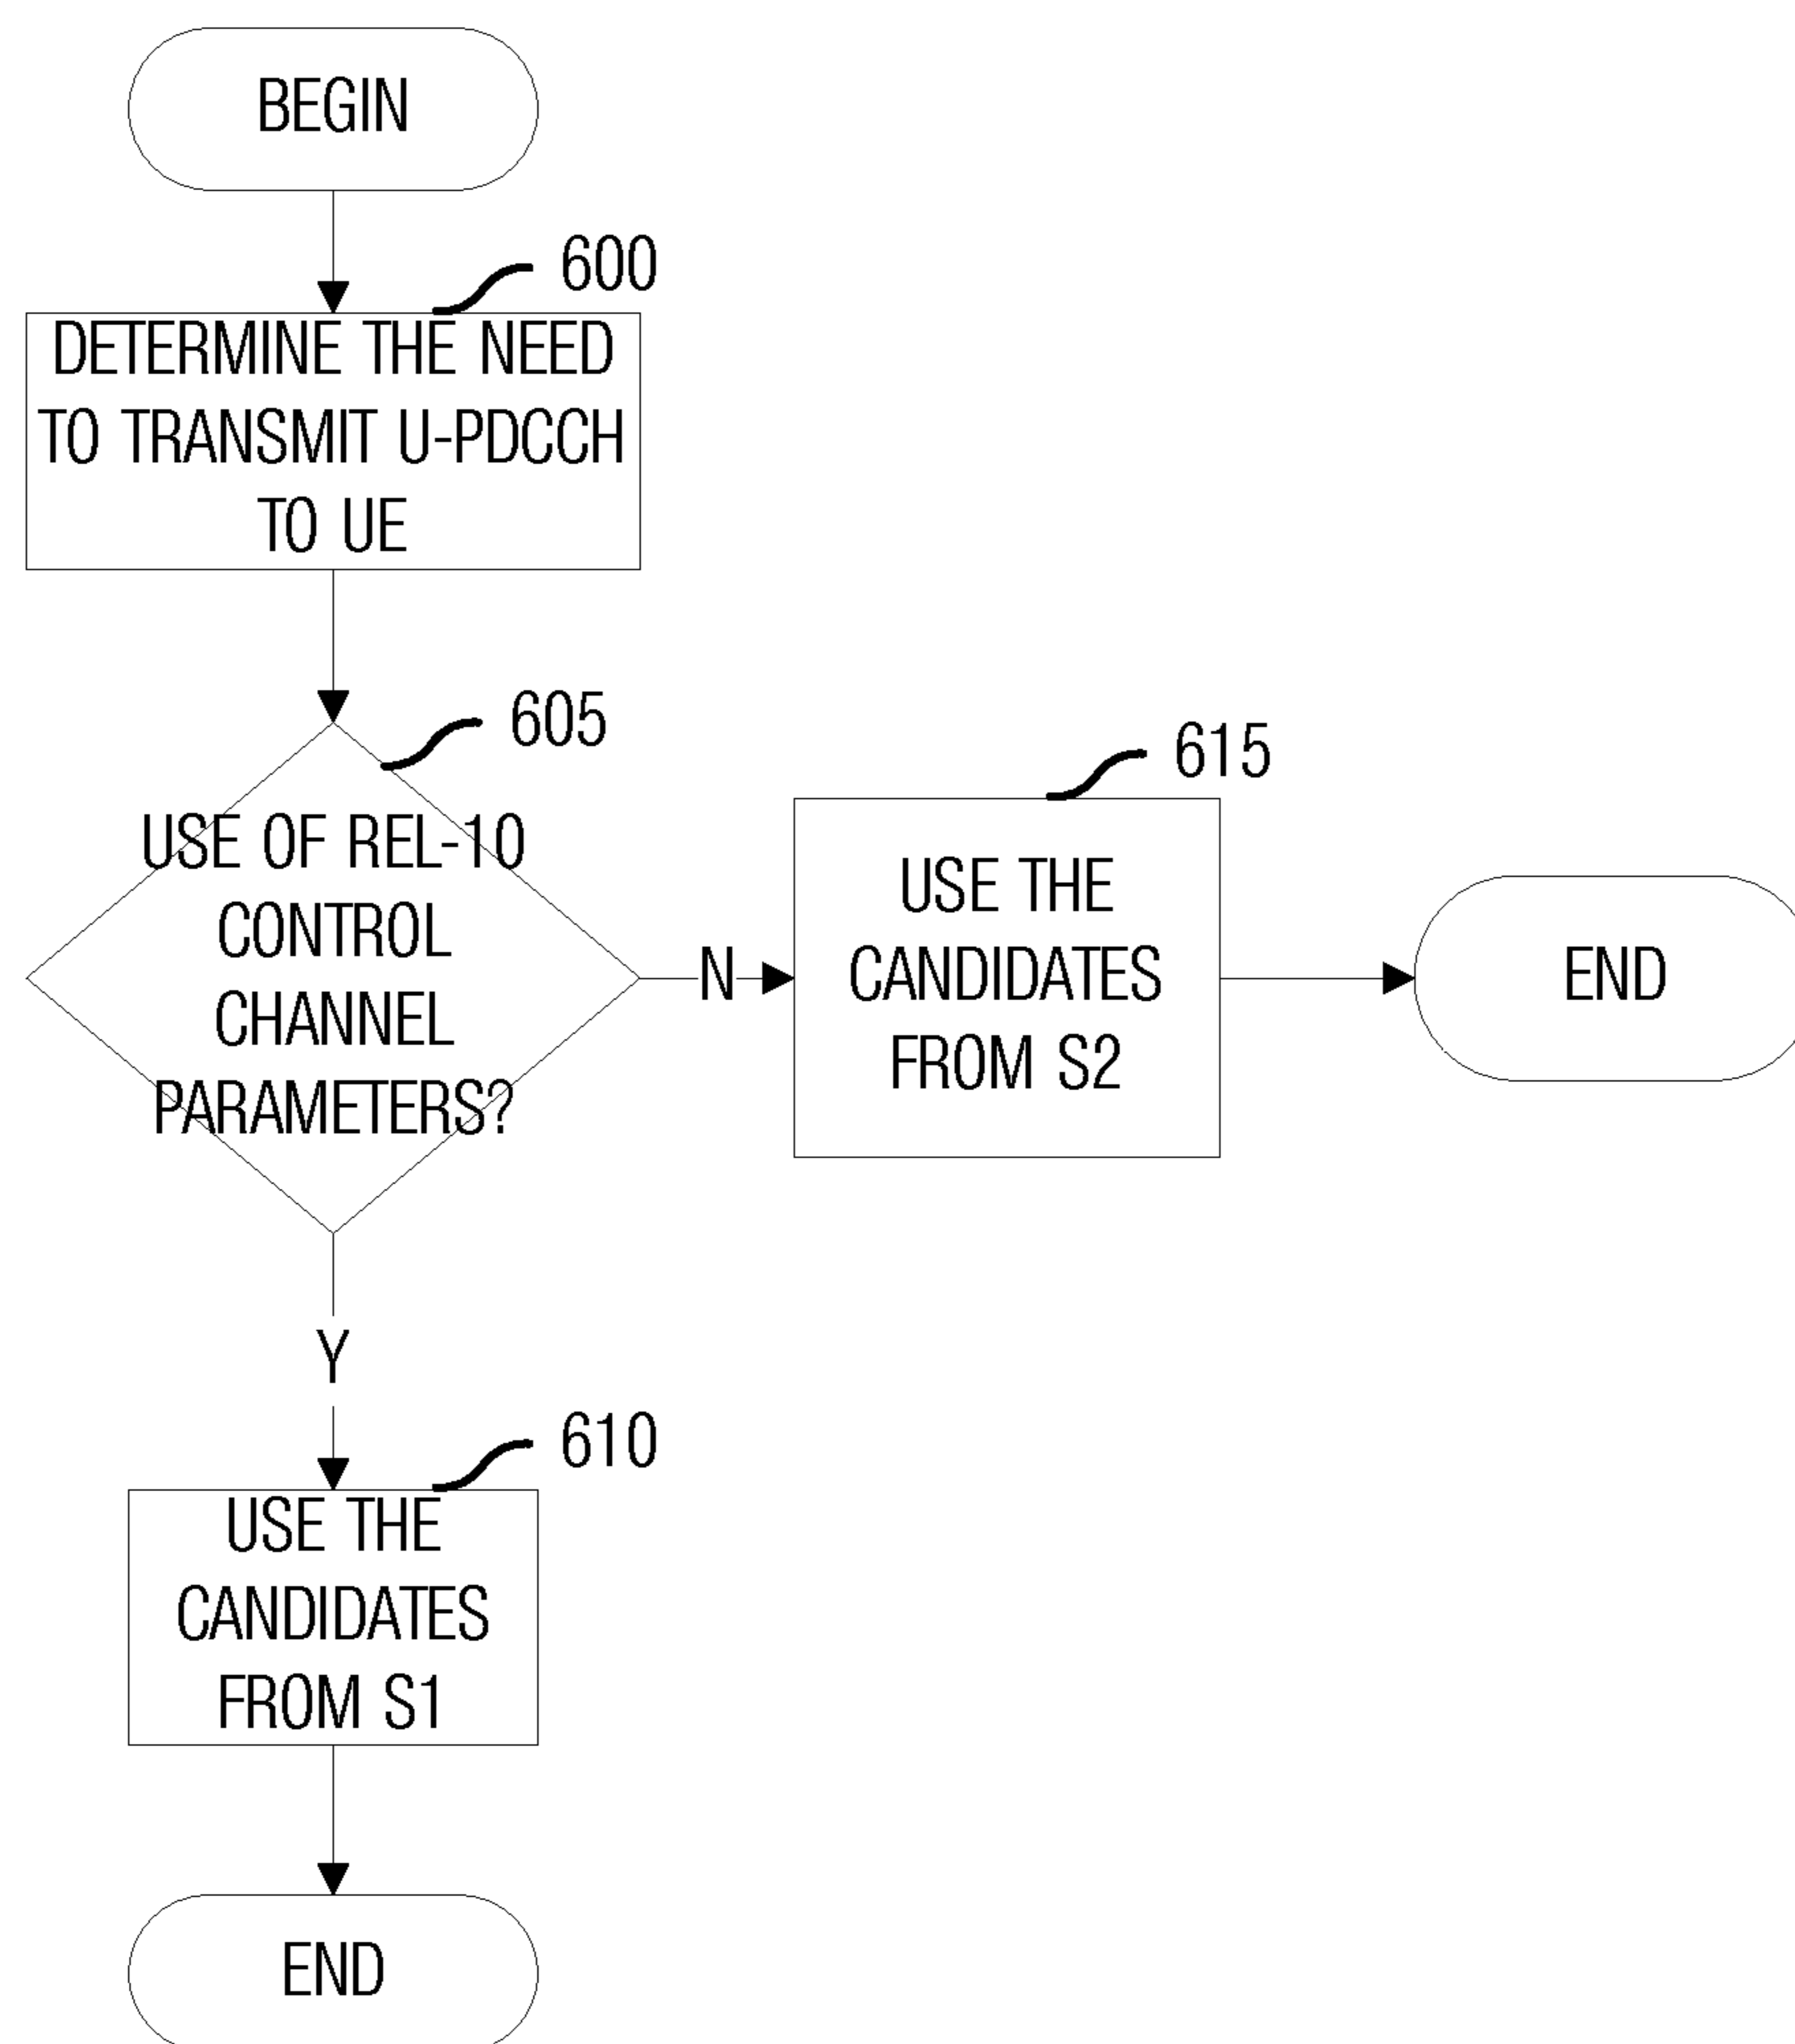 BEGIN
600
DETERMINE THE NEED
TO TRANSMIT U-PDCCH
TO UE
605
USE OF REL-10
CONTROL
CHANNEL
PARAMETERS?
N
615
USE THE
CANDIDATES
FROM S2
END
Y
610
USE THE
CANDIDATES
FROM S1
END